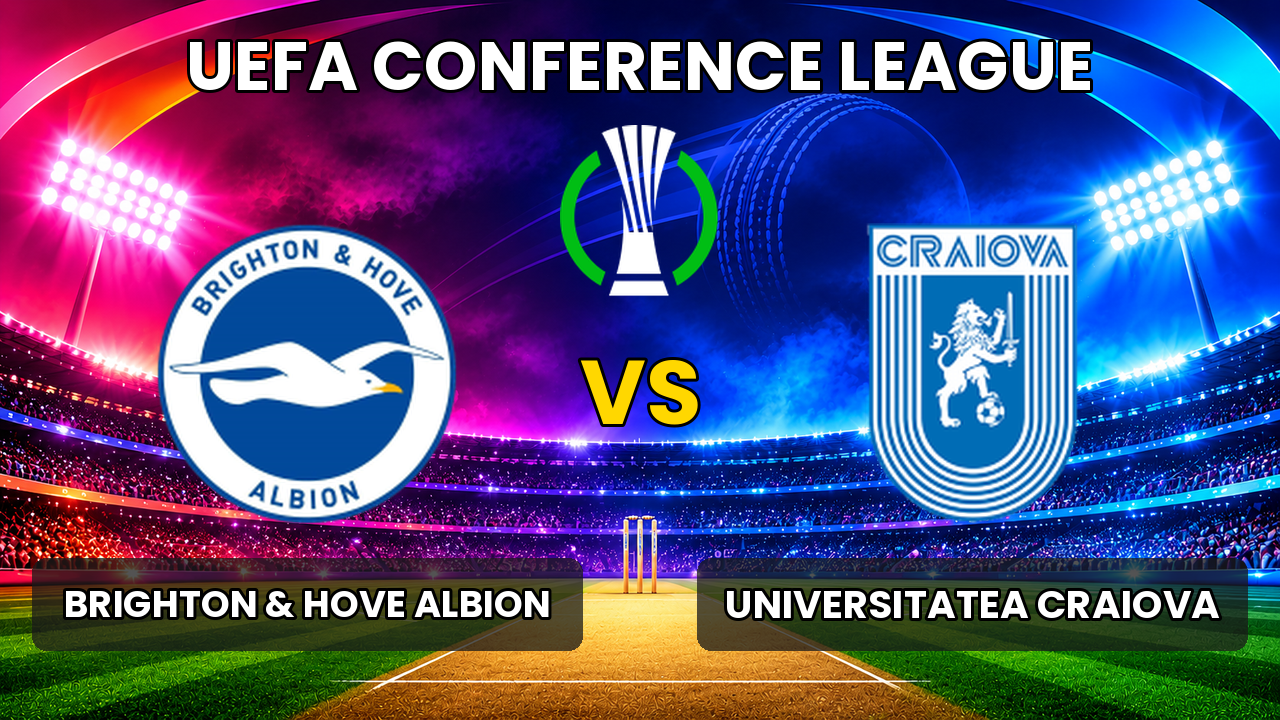 UEFA CONFERENCE LEAGUE
BRIGHTON & HOVE
ALBION
VS
CRAIOVA
BRIGHTON & HOVE ALBION
UNIVERSITATEA CRAIOVA